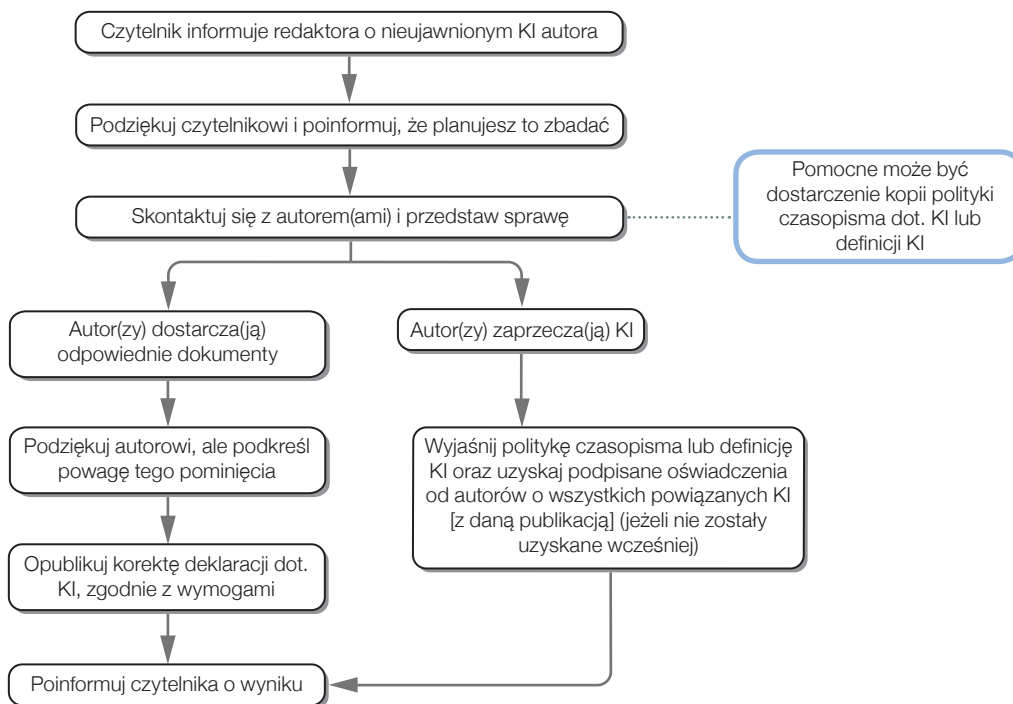 Czytelnik informuje redaktora o nieujawnionym KI autora
Podziękuj czytelnikowi i poinformuj, że planujesz to zbadać
Skontaktuj się z autorem(ami) i przedstaw sprawę
Pomocne może być
dostarczenie kopii polityki
czasopisma dot. KI lub
definicji KI
Autor(zy) dostarcza(ją)
odpowiednie dokumenty
Autor(zy) zaprzecza(ją) KI
Podziękuj autorowi, ale podkreśl
powagę tego pominięcia
Wyjaśnij politykę czasopisma lub definicję
KI oraz uzyskaj podpisane oświadczenia
od autorów o wszystkich powiązanych KI
[z daną publikacją] (jeżeli nie zostały
uzyskane wcześniej)
Opublikuj korektę deklaracji dot.
KI, zgodnie z wymogami
Poinformuj czytelnika o wyniku